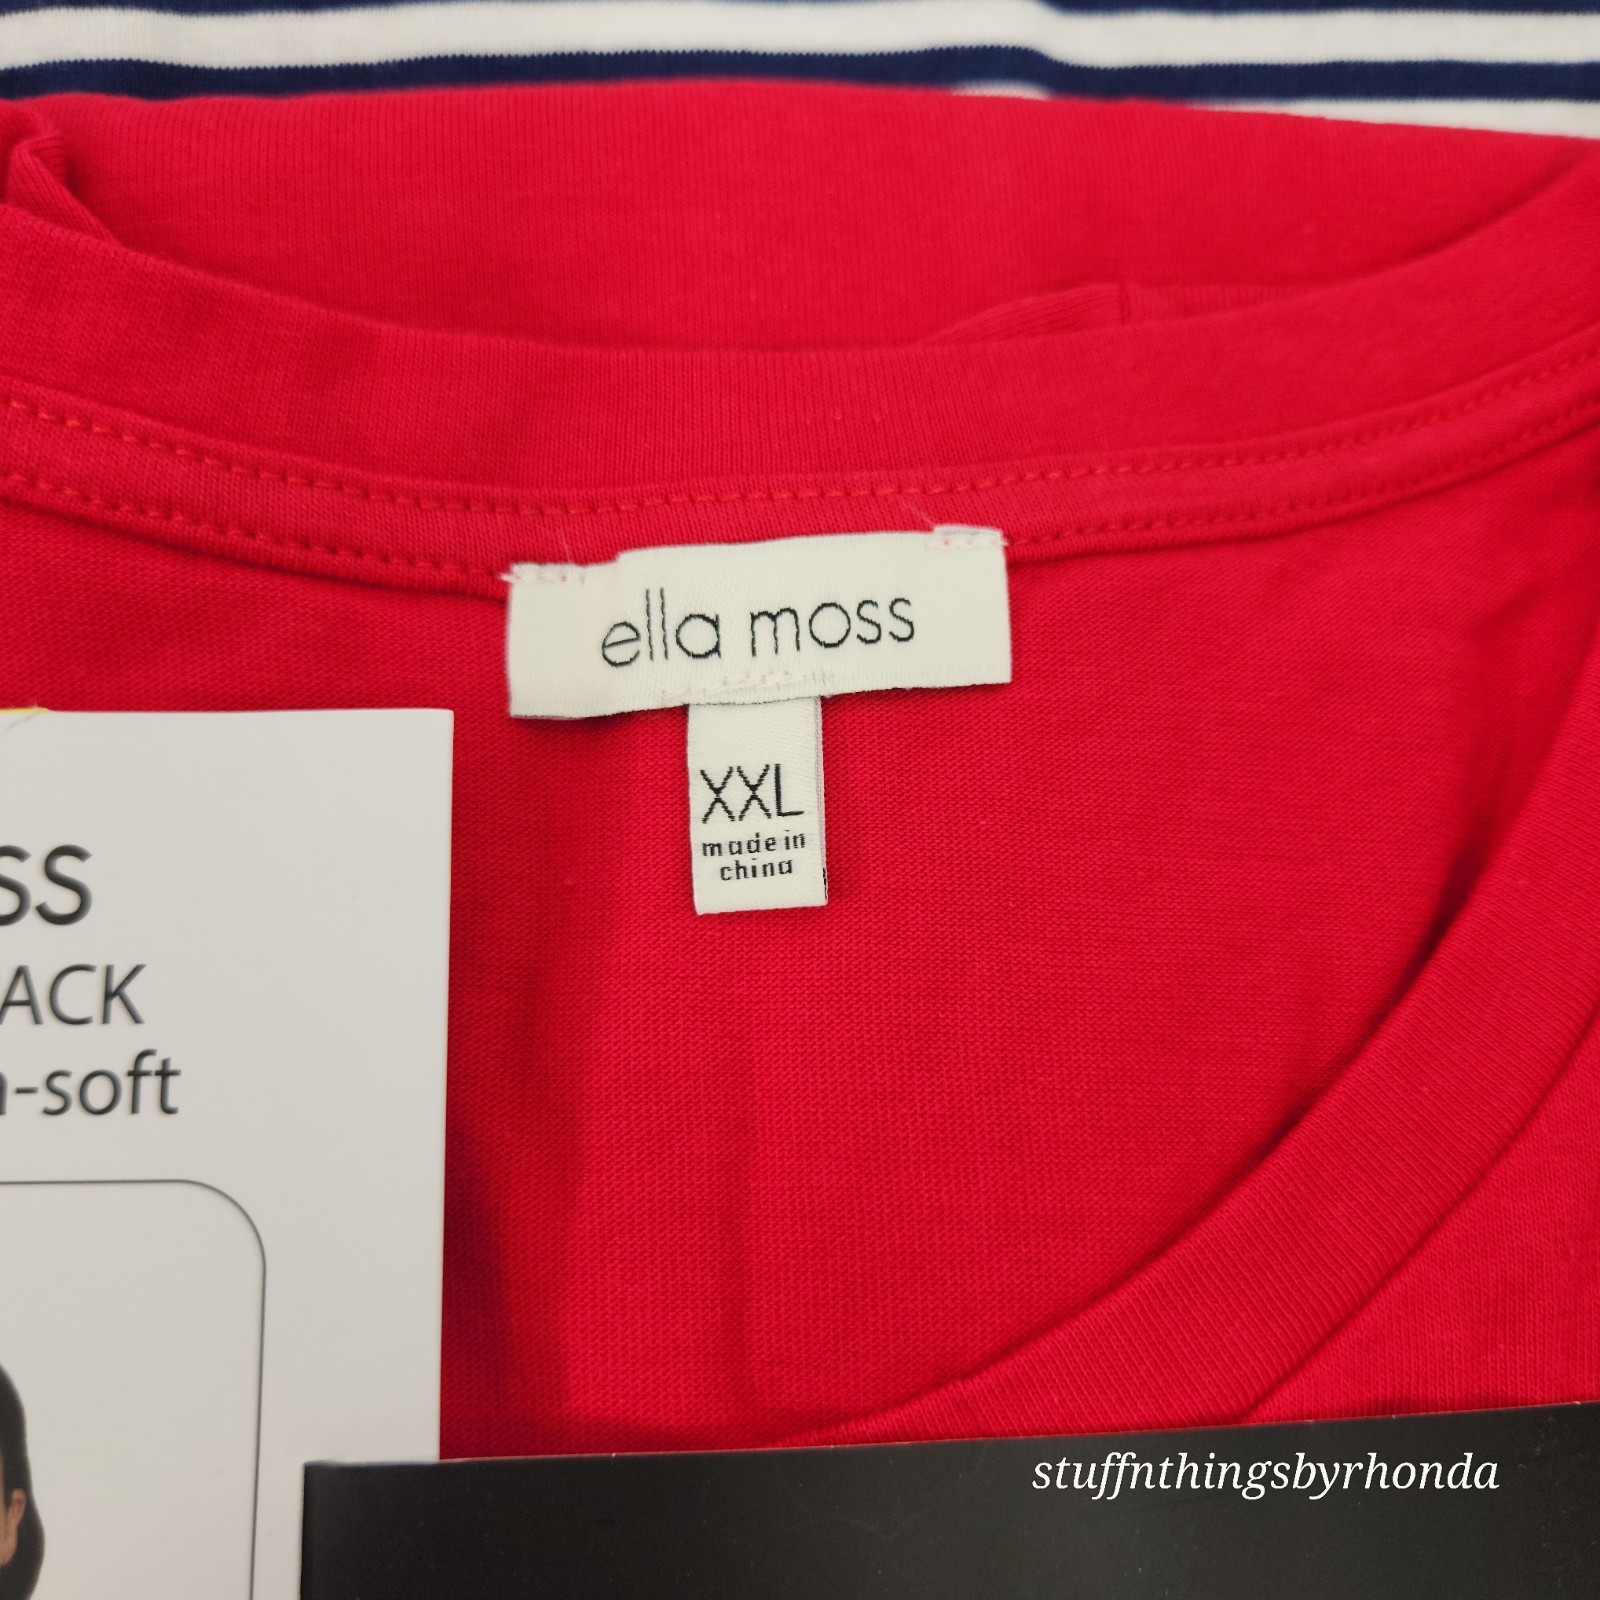 ella moss
XXL
made in
china
SS
ACK
-soft
stuffnthingsbyrhonda